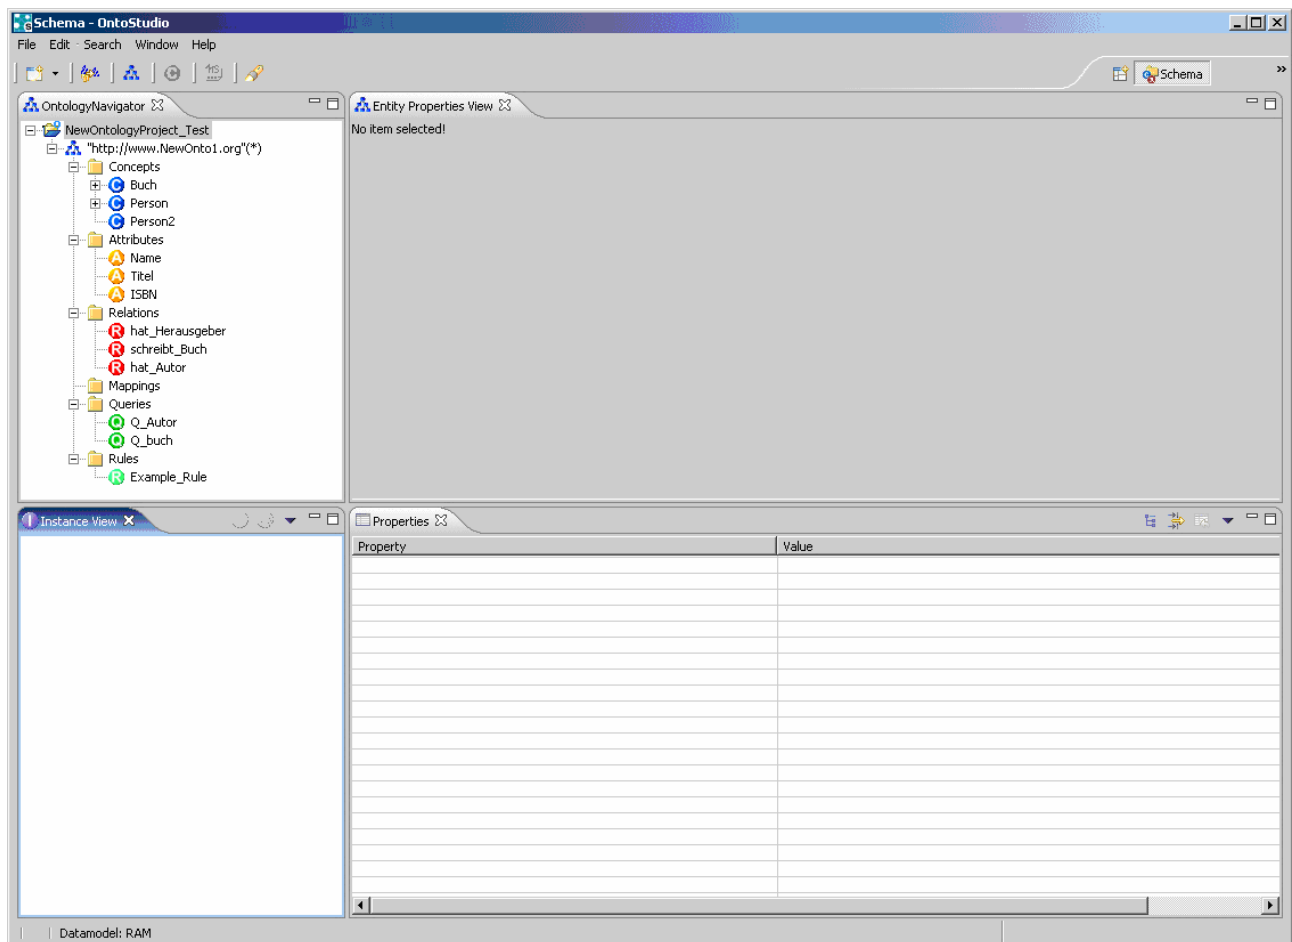 Schema - OntoStudio
File Edit Search Window Help
Schema
OntologyNavigator
NewOntologyProject_Test
"http://www.NewOnto1.org"(*)
Concepts
Buch
Person
Person2
Attributes
Name
Titel
ISBN
Relations
hat_Herausgeber
schreibt_Buch
hat_Autor
Mappings
Queries
Q_Autor
Q_buch
Rules
Example_Rule
Entity Properties View
No item selected!
Instance View
Properties
Property Value
Datamodel: RAM